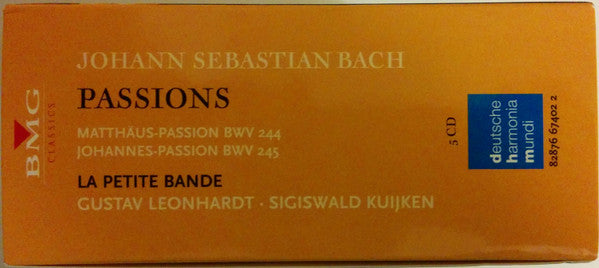 BMG
CLASSICS
JOHANN SEBASTIAN BACH
PASSIONS
MATTHÄUS-PASSION BWV 244
JOHANNES-PASSION BWV 245
LA PETITE BANDE
GUSTAV LEONHARDT · SIGISWALD KUIJKEN
5 CD
deutsche
harmonia
mundi
82876 67402 2